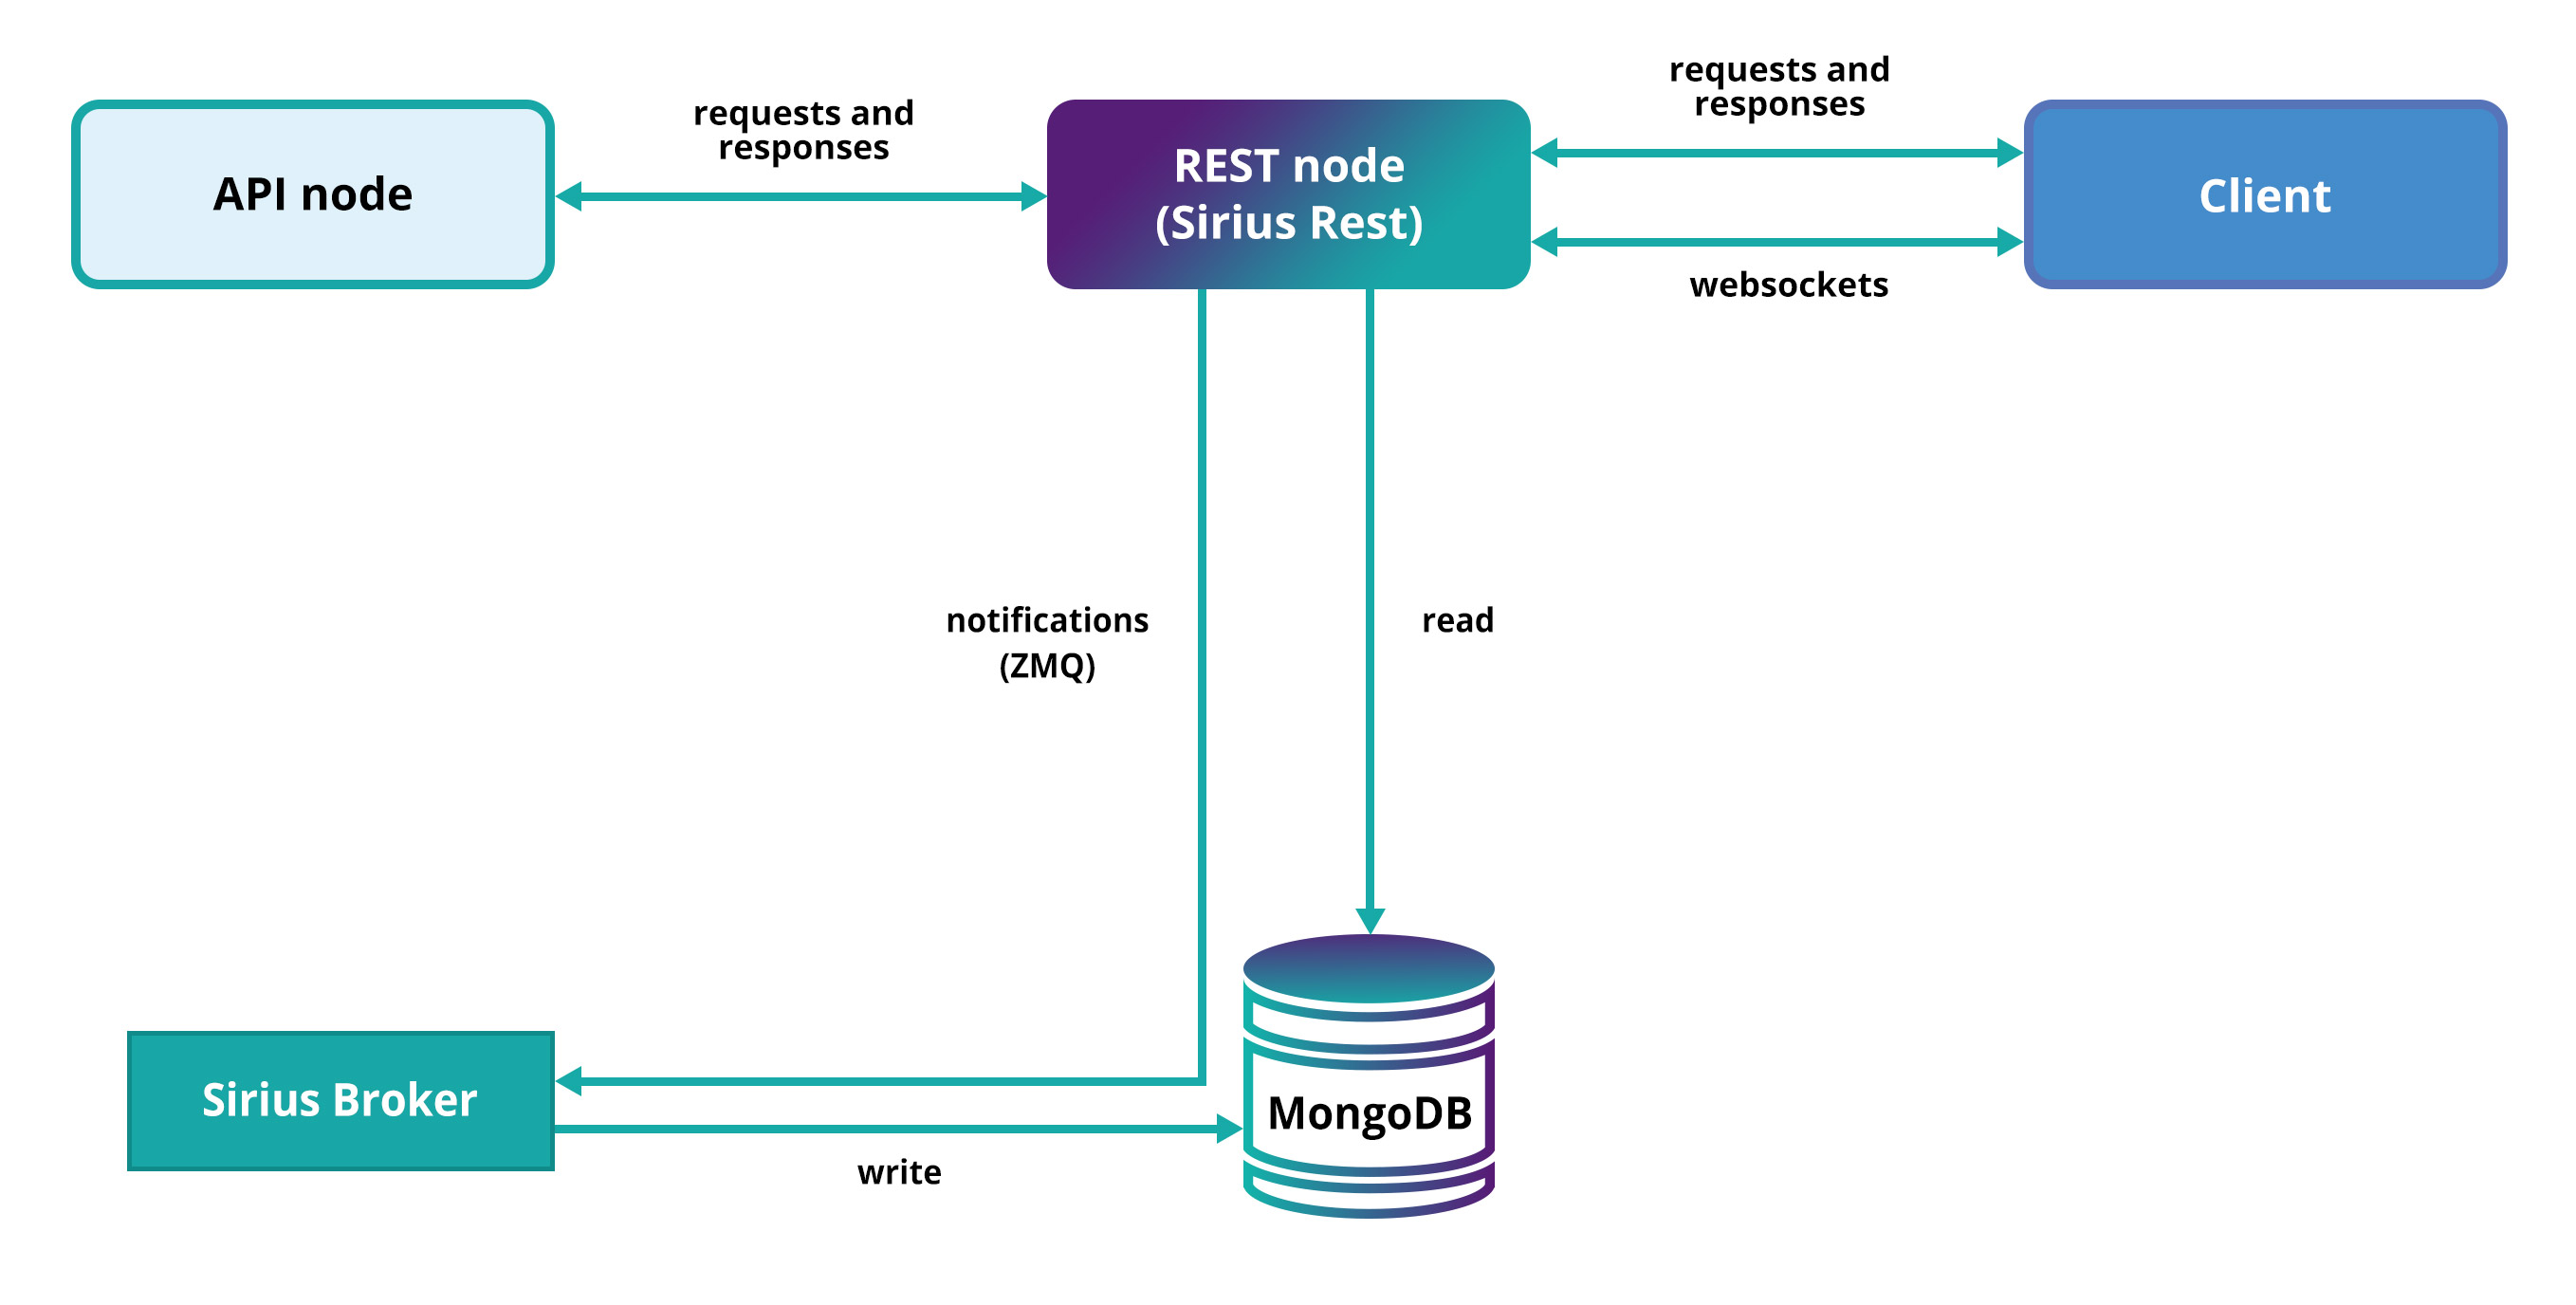 API node
requests and
responses
REST node
(Sirius Rest)
requests and
responses
websockets
Client
notifications
(ZMQ)
read
Sirius Broker
write
MongoDB